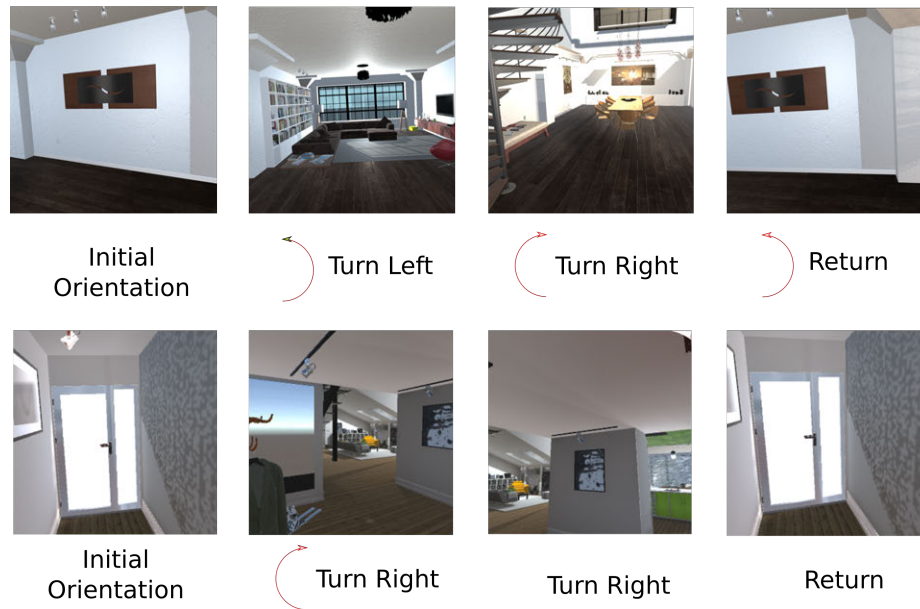 Initial
Orientation
Turn Left
Turn Right
Return
Initial
Orientation
Turn Right
Turn Right
Return